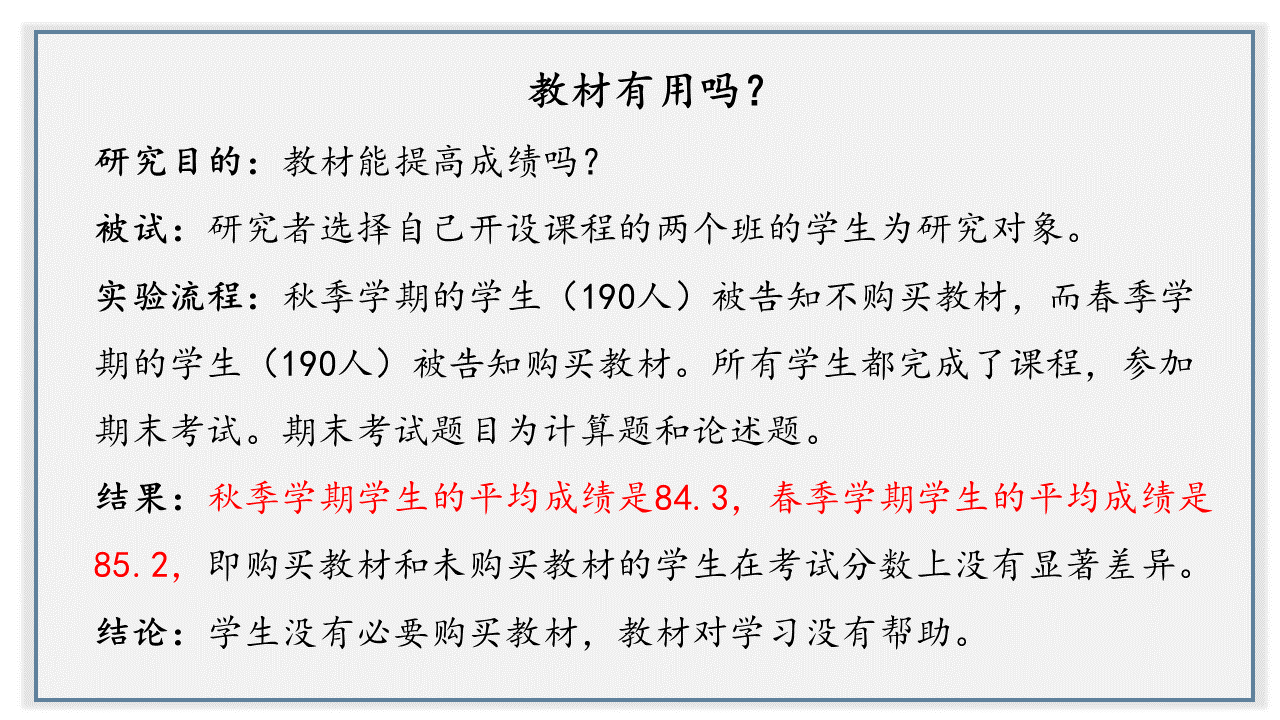 教材有用吗？
研究目的：教材能提高成绩吗？
被试：研究者选择自己开设课程的两个班的学生为研究对象。
实验流程：秋季学期的学生（190人）被告知不购买教材，而春季学
期的学生（190人）被告知购买教材。所有学生都完成了课程，参加
期末考试。期末考试题目为计算题和论述题。
结果：秋季学期学生的平均成绩是84.3，春季学期学生的平均成绩是
85.2，即购买教材和未购买教材的学生在考试分数上没有显著差异。
结论：学生没有必要购买教材，教材对学习没有帮助。